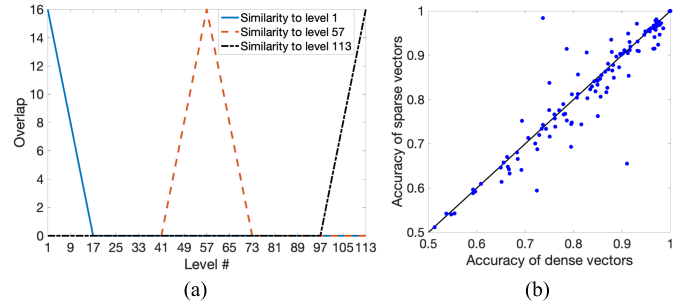 16
14
12
10
8
6
4
2
0
Overlap
Similarity to level 1
Similarity to level 57
Similarity to level 113
1 9 17 25 33 41 49 57 65 73 81 89 97 105 113
Level #
(a)
1
0.9
0.8
0.7
0.6
0.5
Accuracy of sparse vectors
0.5 0.6 0.7 0.8 0.9 1
Accuracy of dense vectors
(b)